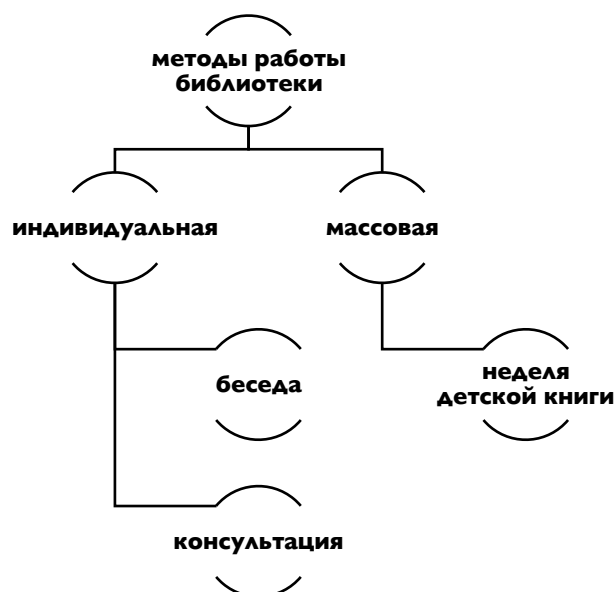 методы работы
библиотеки
индивидуальная
массовая
беседа
неделя
детской книги
консультация